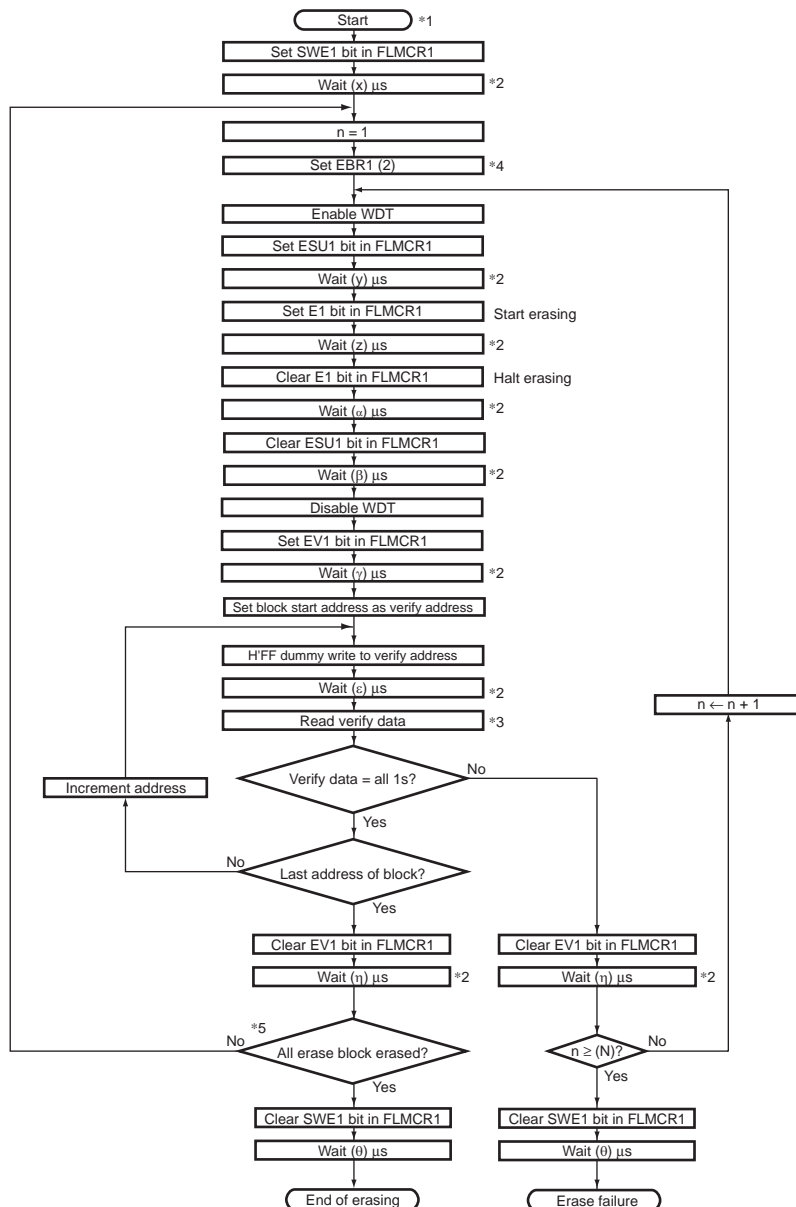 Start *1
Set SWE1 bit in FLMCR1
Wait (x) μs *2
n = 1
Set EBR1 (2) *4
Enable WDT
Set ESU1 bit in FLMCR1
Wait (y) μs *2
Set E1 bit in FLMCR1 Start erasing
Wait (z) μs *2
Clear E1 bit in FLMCR1 Halt erasing
Wait (α) μs *2
Clear ESU1 bit in FLMCR1
Wait (β) μs *2
Disable WDT
Set EV1 bit in FLMCR1
Wait (γ) μs *2
Set block start address as verify address
H'FF dummy write to verify address
Wait (ε) μs *2
n ← n + 1
Read verify data *3
Verify data = all 1s? No
Increment address
Yes
No Last address of block?
Yes
Clear EV1 bit in FLMCR1 Clear EV1 bit in FLMCR1
Wait (η) μs *2 Wait (η) μs *2
*5
No All erase block erased? n ≥ (N)? No
Yes Yes
Clear SWE1 bit in FLMCR1 Clear SWE1 bit in FLMCR1
Wait (θ) μs Wait (θ) μs
End of erasing Erase failure